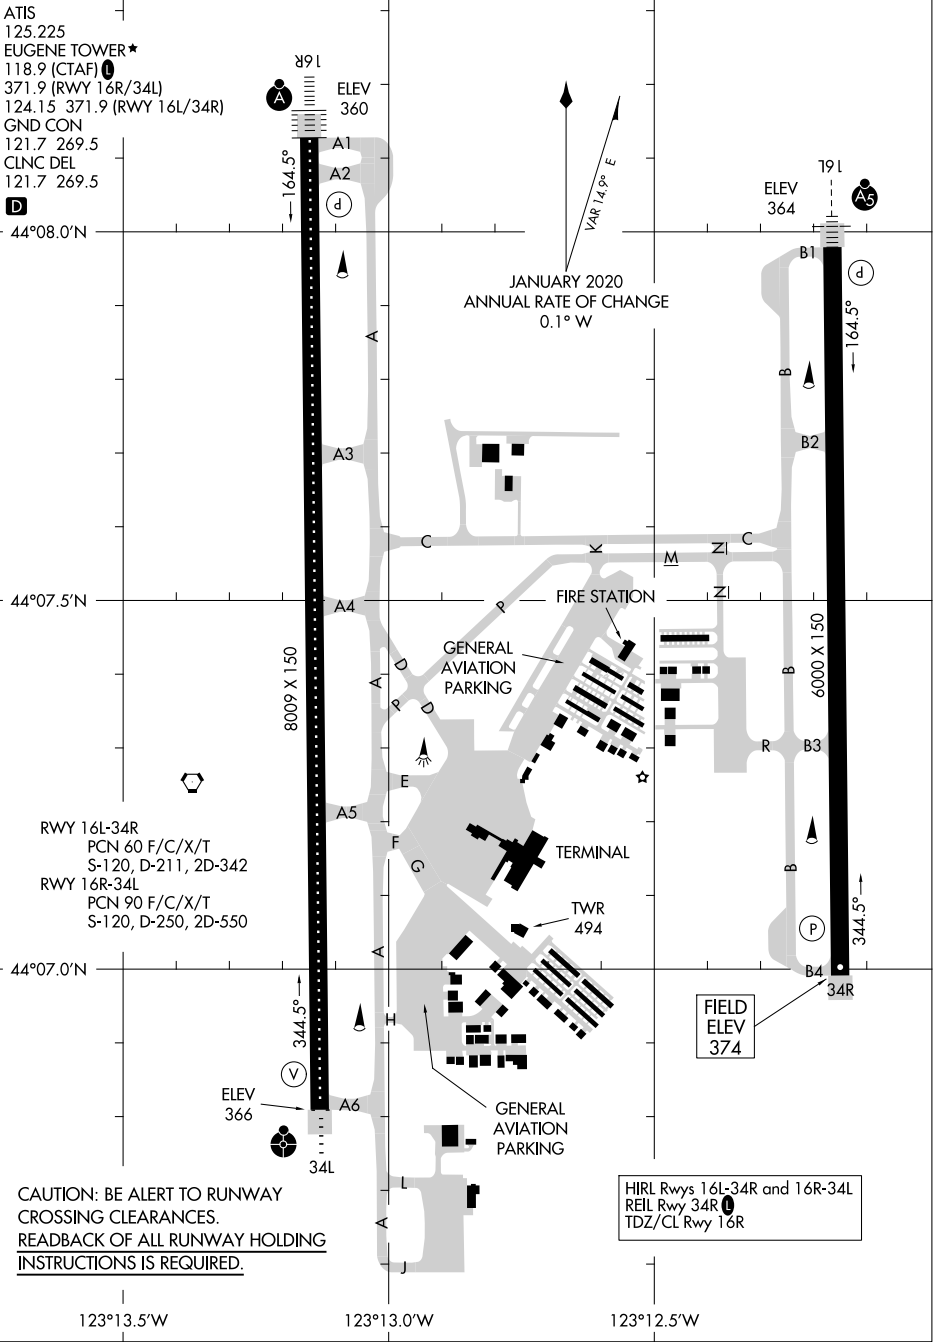 ATIS
125.225
EUGENE TOWER★
118.9 (CTAF) L
371.9 (RWY 16R/34L)
124.15 371.9 (RWY 16L/34R)
GND CON
121.7 269.5
CLNC DEL
121.7 269.5
D
16R
A
ELEV
360
A1
A2
164.5°
P
VAR 14.9° E
JANUARY 2020
ANNUAL RATE OF CHANGE
0.1° W
16L
ELEV
364
A5
B1
P
164.5°
44°08.0'N
A
B
A3
B2
C
K
N
C
M
44°07.5'N
A4
P
FIRE STATION
N
GENERAL
AVIATION
PARKING
D
A
P
D
8009 X 150
B
6000 X 150
R
B3
E
A5
F
G
RWY 16L-34R
PCN 60 F/C/X/T
S-120, D-211, 2D-342
RWY 16R-34L
PCN 90 F/C/X/T
S-120, D-250, 2D-550
TERMINAL
TWR
494
B
P
344.5°
A
44°07.0'N
B4
34R
FIELD
ELEV
374
344.5°
H
V
ELEV
366
A6
GENERAL
AVIATION
PARKING
34L
L
A
J
CAUTION: BE ALERT TO RUNWAY
CROSSING CLEARANCES.
READBACK OF ALL RUNWAY HOLDING
INSTRUCTIONS IS REQUIRED.
HIRL Rwys 16L-34R and 16R-34L
REIL Rwy 34R L
TDZ/CL Rwy 16R
123°13.5'W
123°13.0'W
123°12.5'W